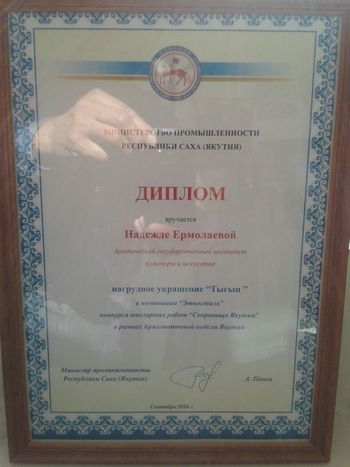 МИНИСТЕРСТВО ПРОМЫШЛЕННОСТИ
РЕСПУБЛИКИ САХА (ЯКУТИЯ)
ДИПЛОМ
вручается
Надежде Ермолаевой
Арктический государственный институт
культуры и искусства
нагрудное украшение “Тыгын ”
в номинации “Этностиль”
конкурса ювелирных работ “Сокровища Якутии”
в рамках Бриллиантовой недели Якутии
Министр промышленности
Республики Саха (Якутия)
А. Панов
Сентябрь 2016 г